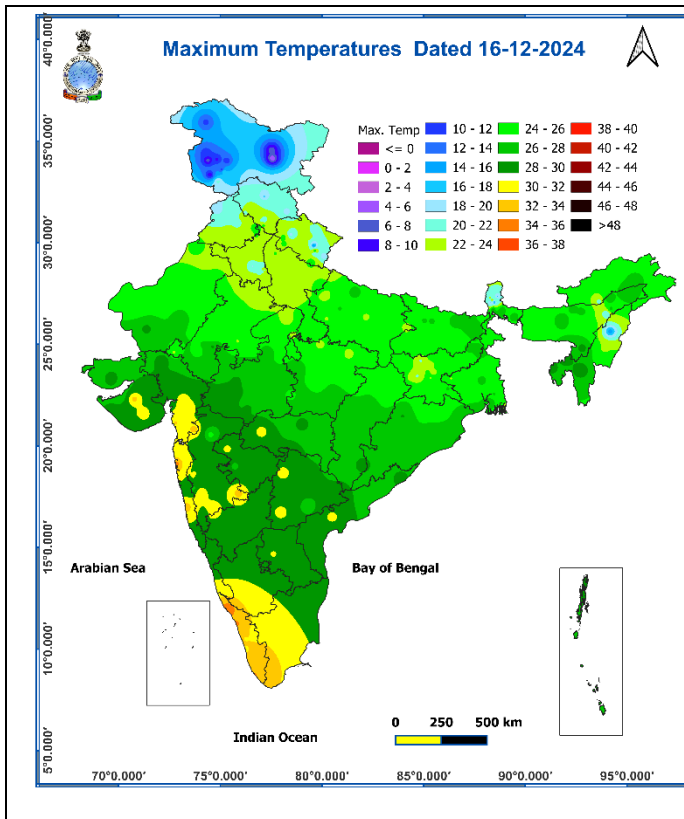 Maximum Temperatures Dated 16-12-2024
Max. Temp
<= 0
0 - 2
2 - 4
4 - 6
6 - 8
8 - 10
10 - 12
12 - 14
14 - 16
16 - 18
18 - 20
20 - 22
22 - 24
24 - 26
26 - 28
28 - 30
30 - 32
32 - 34
34 - 36
36 - 38
38 - 40
40 - 42
42 - 44
44 - 46
46 - 48
>48
40°0.000'
35°0.000'
30°0.000'
25°0.000'
20°0.000'
15°0.000'
10°0.000'
5°0.000'
Arabian Sea
Bay of Bengal
Indian Ocean
0 250 500 km
70°0.000' 75°0.000' 80°0.000' 85°0.000' 90°0.000' 95°0.000'